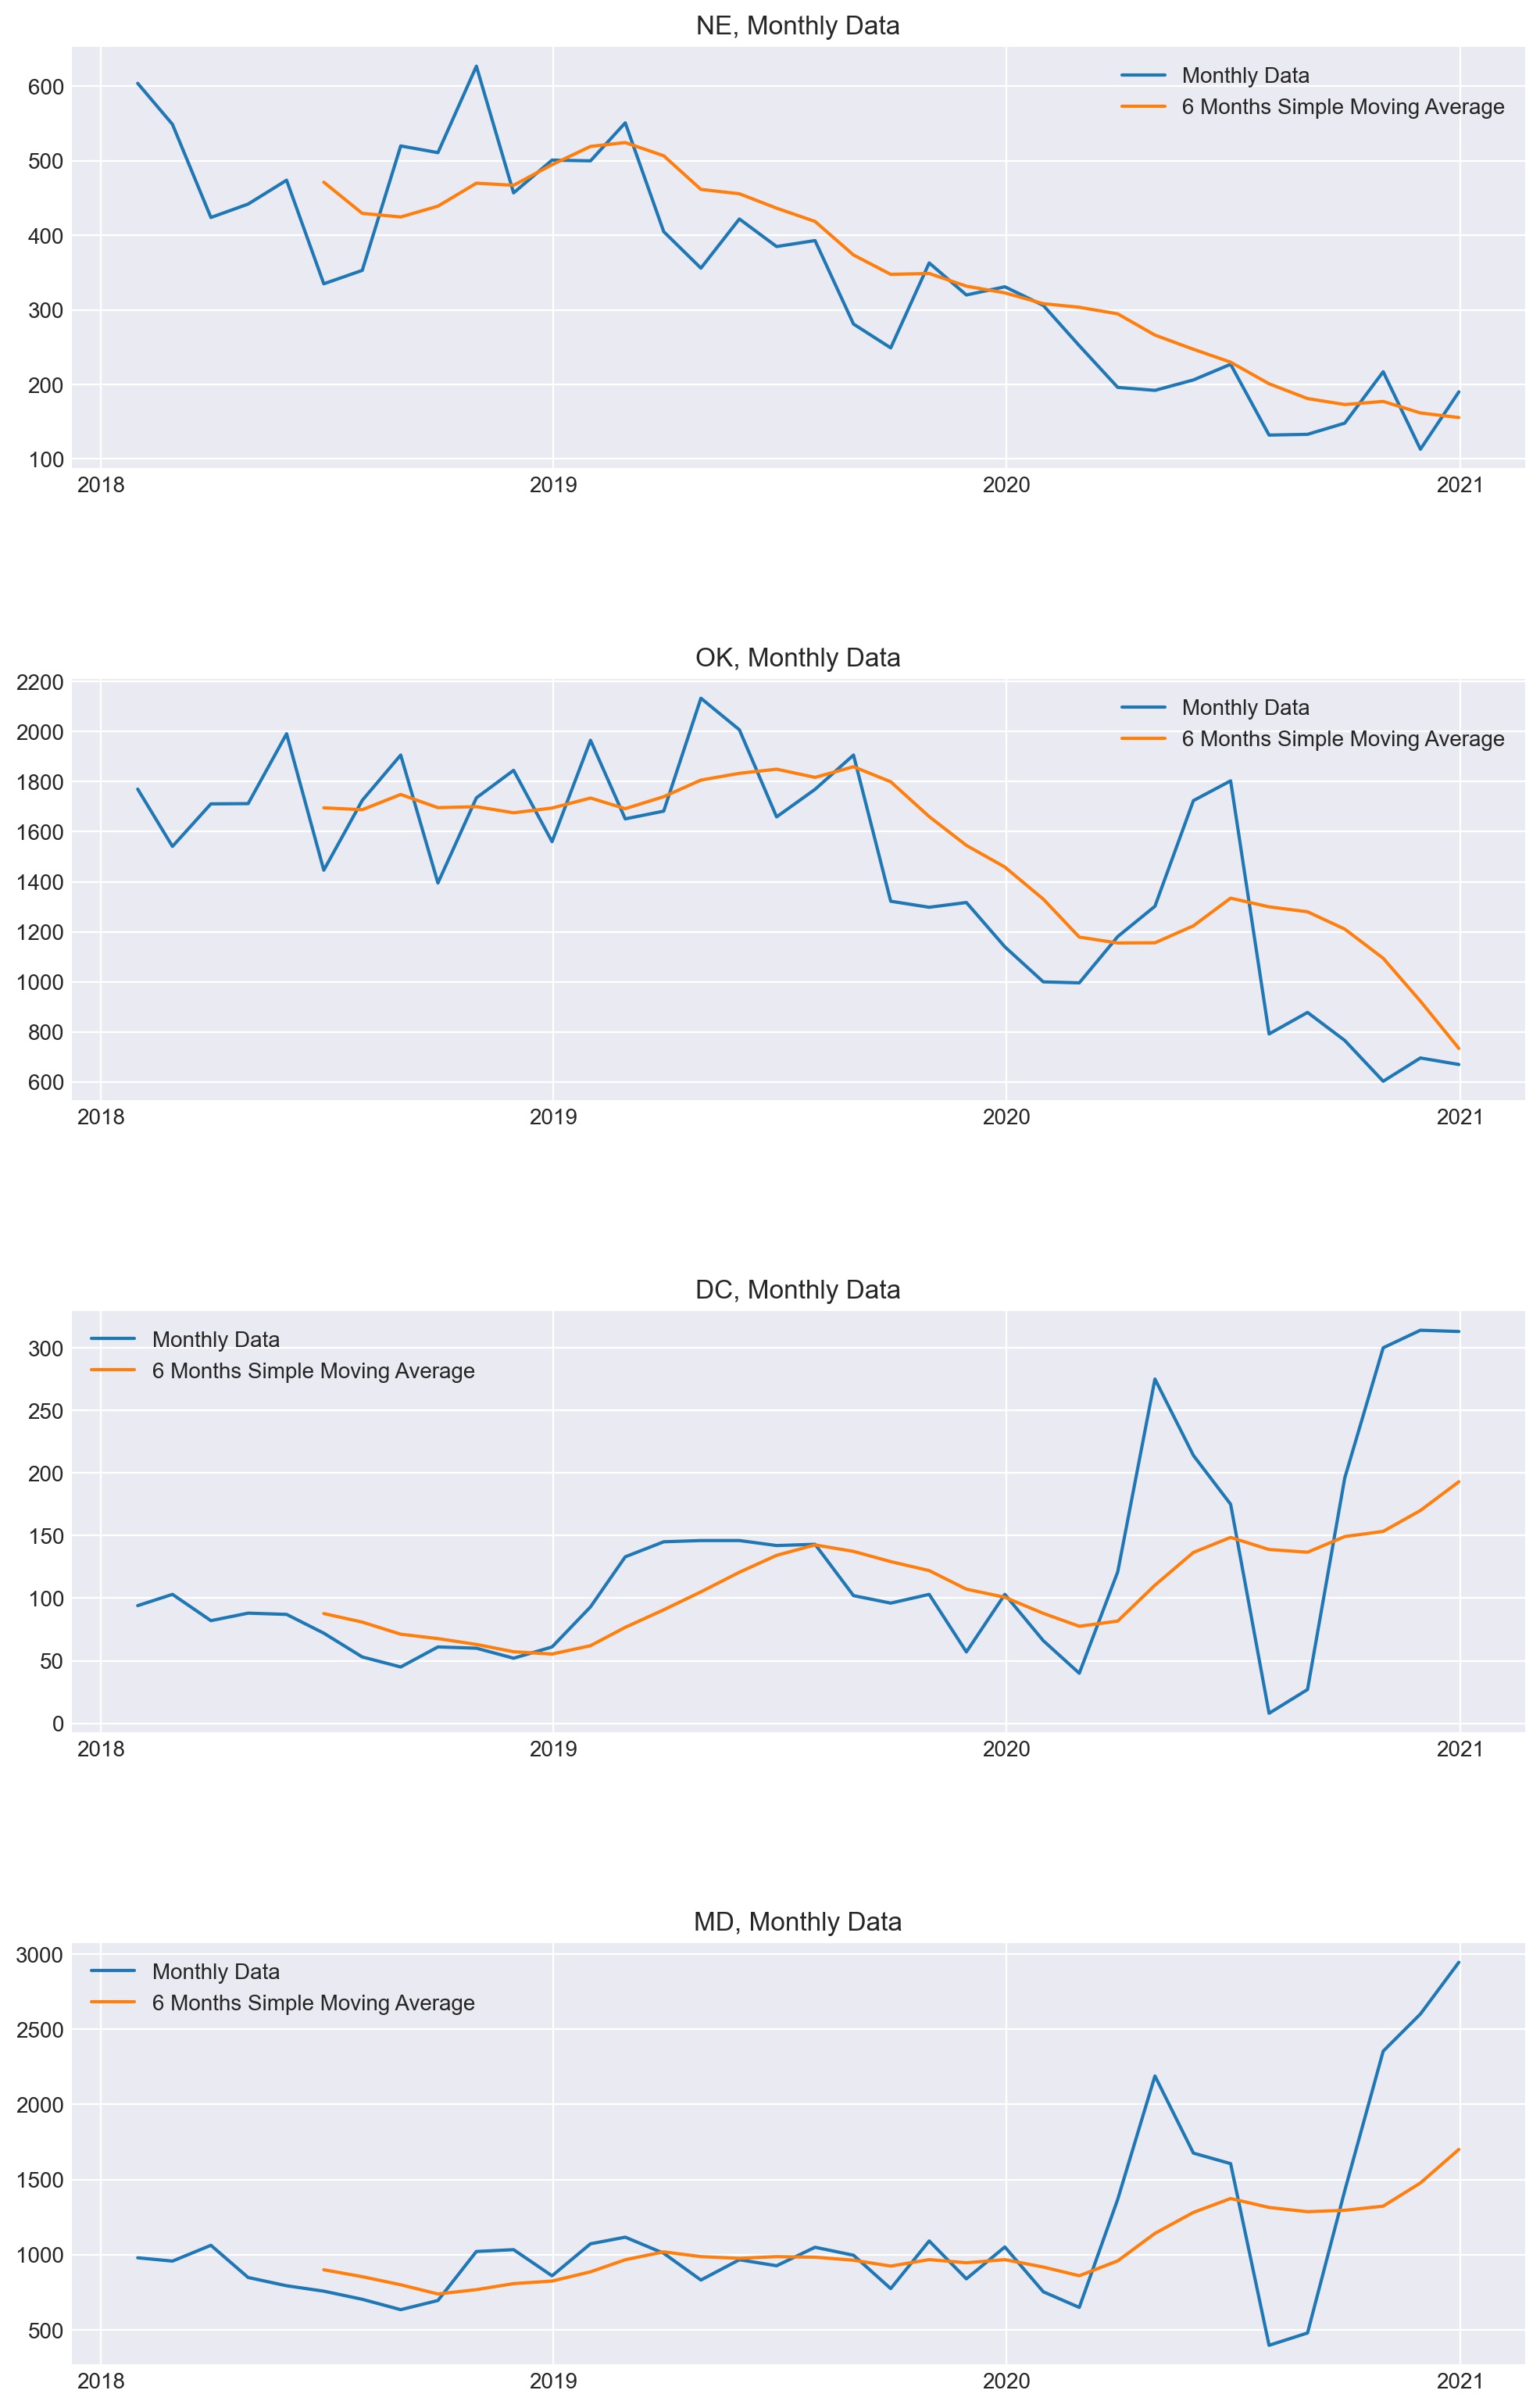 NE, Monthly Data
Monthly Data
6 Months Simple Moving Average
600
500
400
300
200
100
2018 2019 2020 2021
OK, Monthly Data
Monthly Data
6 Months Simple Moving Average
2200
2000
1800
1600
1400
1200
1000
800
600
2018 2019 2020 2021
DC, Monthly Data
Monthly Data
6 Months Simple Moving Average
300
250
200
150
100
50
0
2018 2019 2020 2021
MD, Monthly Data
Monthly Data
6 Months Simple Moving Average
3000
2500
2000
1500
1000
500
2018 2019 2020 2021